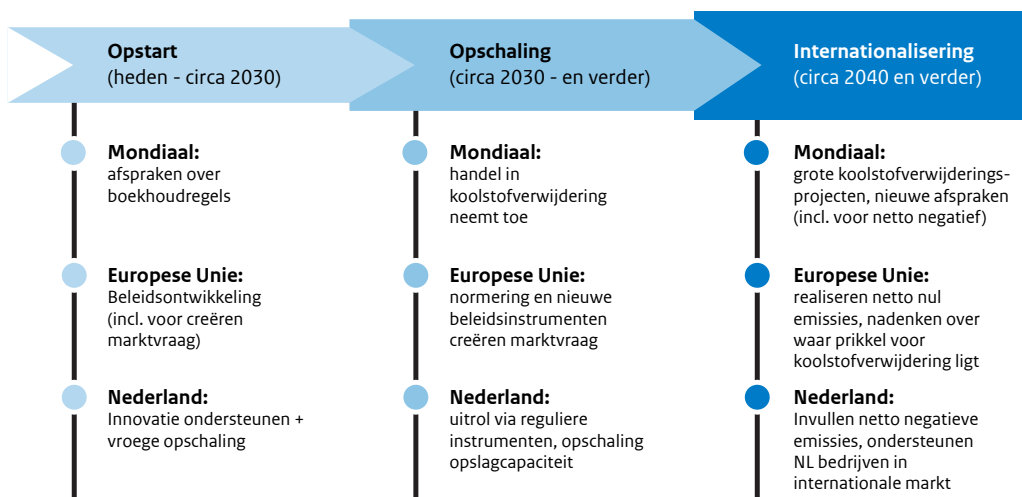 Opstart
(heden - circa 2030)
Opschaling
(circa 2030 - en verder)
Internationalisering
(circa 2040 en verder)
Mondiaal:
afspraken over
boekhoudregels
Mondiaal:
handel in
koolstofverwijdering
neemt toe
Mondiaal:
grote koolstofverwijderings-
projecten, nieuwe afspraken
(incl. voor netto negatief)
Europese Unie:
Beleidsontwikkeling
(incl. voor creëren
marktvraag)
Europese Unie:
normering en nieuwe
beleidsinstrumenten
creëren marktvraag
Europese Unie:
realiseren netto nul
emissies, nadenken over
waar prikkel voor
koolstofverwijdering ligt
Nederland:
Innovatie ondersteunen +
vroege opschaling
Nederland:
uitrol via reguliere
instrumenten, opschaling
opslagcapaciteit
Nederland:
Invullen netto negatieve
emissies, ondersteunen
NL bedrijven in
internationale markt